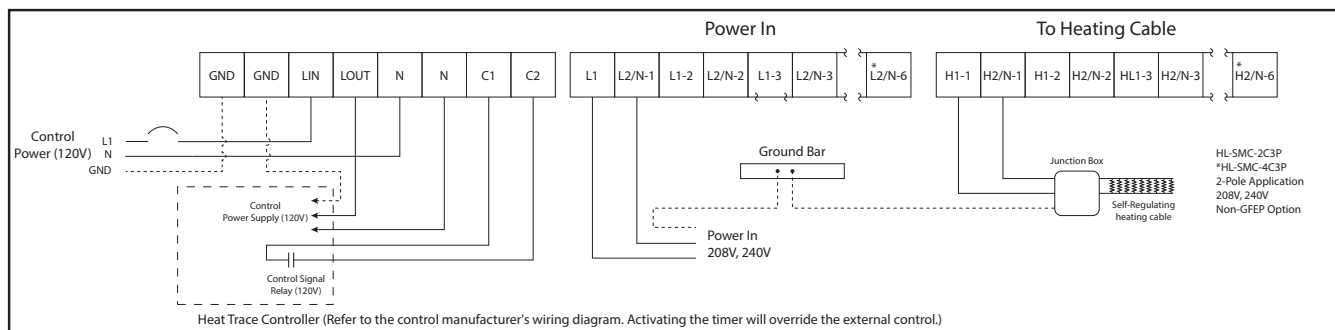 Power In
To Heating Cable
GND GND LIN LOUT N N C1 C2
L1 L2/N-1 L1-2 L2/N-2 L1-3 L2/N-3 * L2/N-6
H1-1 H2/N-1 H1-2 H2/N-2 HL1-3 H2/N-3 * H2/N-6
Control
Power (120V)
L1
N
GND
Control
Power Supply (120V)
Control Signal
Relay (120V)
Ground Bar
Power In
208V, 240V
Junction Box
Self-Regulating
heating cable
HL-SMC-2C3P
*HL-SMC-4C3P
2-Pole Application
208V, 240V
Non-GFEP Option
Heat Trace Controller (Refer to the control manufacturer's wiring diagram. Activating the timer will override the external control.)